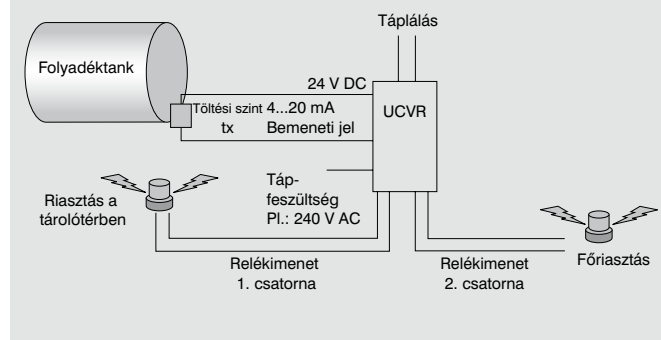 Táplálás
Folyadéktank
24 V DC
Töltési szint 4...20 mA
tx Bemeneti jel
UCVR
Táp-
feszültség
Pl.: 240 V AC
Riasztás a
tárolótérben
Relékimenet
1. csatorna
Relékimenet
2. csatorna
Főriasztás